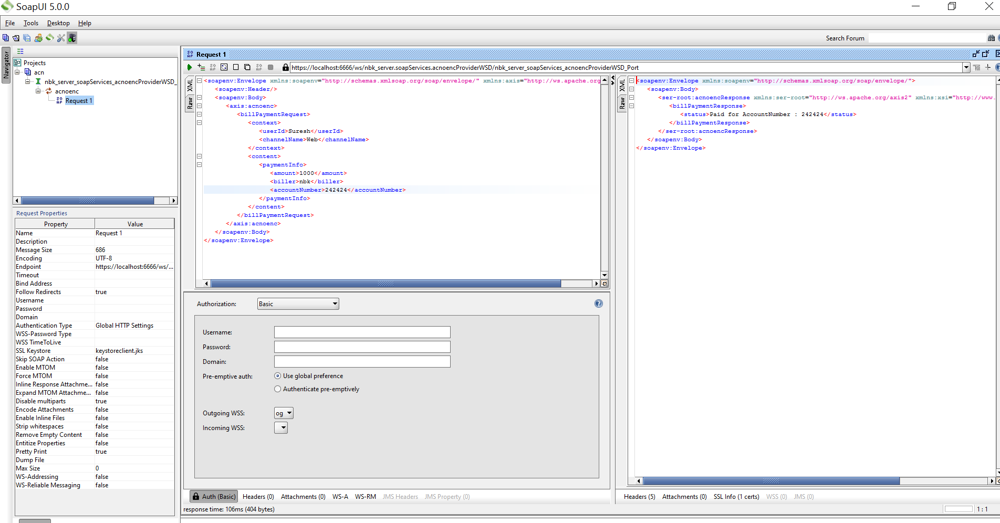 SoapUI 5.0.0
File Tools Desktop Help
Search Forum
Navigator
Projects
acn
nbk_server_soapServices_acnoencProviderWSD_
acnoenc
Request 1
Request Properties
Property Value
Name Request 1
Description
Message Size 686
Encoding UTF-8
Endpoint https://localhost:6666/ws/...
Timeout
Bind Address
Follow Redirects true
Username
Password
Domain
Authentication Type Global HTTP Settings
WSS-Password Type
WSS TimeToLive
SSL Keystore keystoreclient.jks
Skip SOAP Action false
Enable MTOM false
Force MTOM false
Inline Response Attachme... false
Expand MTOM Attachme... false
Disable multiparts true
Encode Attachments false
Enable Inline Files false
Strip whitespaces false
Remove Empty Content false
Entitize Properties false
Pretty Print true
Dump File
Max Size 0
WS-Addressing false
WS-Reliable Messaging false
Request 1
https://localhost:6666/ws/nbk_server.soapServices.acnoencProviderWSD/nbk_server_soapServices_acnoencProviderWSD_Port
XML
Raw
<soapenv:Envelope xmlns:soapenv="http://schemas.xmlsoap.org/soap/envelope/" xmlns:axis="http://ws.apache.org
<soapenv:Header/>
<soapenv:Body>
<axis:acnoenc>
<billPaymentRequest>
<context>
<userId>Suresh</userId>
<channelName>Web</channelName>
</context>
<content>
<paymentInfo>
<amount>1000</amount>
<biller>nbk</biller>
<accountNumber>242424</accountNumber>
</paymentInfo>
</content>
</billPaymentRequest>
</axis:acnoenc>
</soapenv:Body>
</soapenv:Envelope>
Authorization: Basic
Username:
Password:
Domain:
Pre-emptive auth: Use global preference
Authenticate pre-emptively
Outgoing WSS: og
Incoming WSS:
Auth (Basic) Headers (0) Attachments (0) WS-A WS-RM JMS Headers JMS Property (0)
response time: 106ms (404 bytes)
XML
Raw
<soapenv:Envelope xmlns:soapenv="http://schemas.xmlsoap.org/soap/envelope/">
<soapenv:Body>
<ser-root:acnoencResponse xmlns:ser-root="http://ws.apache.org/axis2" xmlns:xsi="http://www.
<billPaymentResponse>
<status>Paid for AccountNumber : 242424</status>
</billPaymentResponse>
</ser-root:acnoencResponse>
</soapenv:Body>
</soapenv:Envelope>
Headers (5) Attachments (0) SSL Info (1 certs) WSS (0) JMS (0)
1 : 1